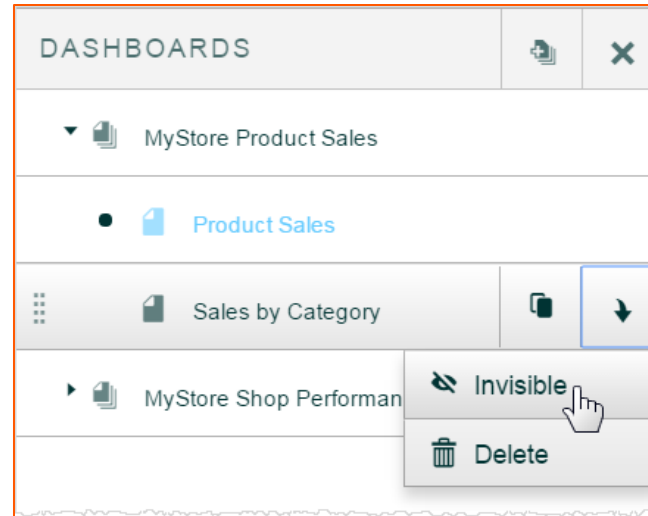 DASHBOARDS
MyStore Product Sales
Product Sales
Sales by Category
MyStore Shop Performan
Invisible
Delete